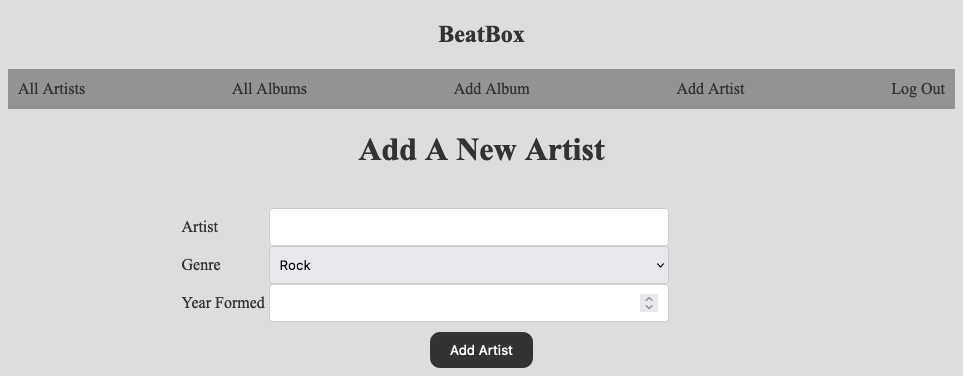 BeatBox
All Artists All Albums Add Album Add Artist Log Out
Add A New Artist
Artist
Genre Rock
Year Formed
Add Artist